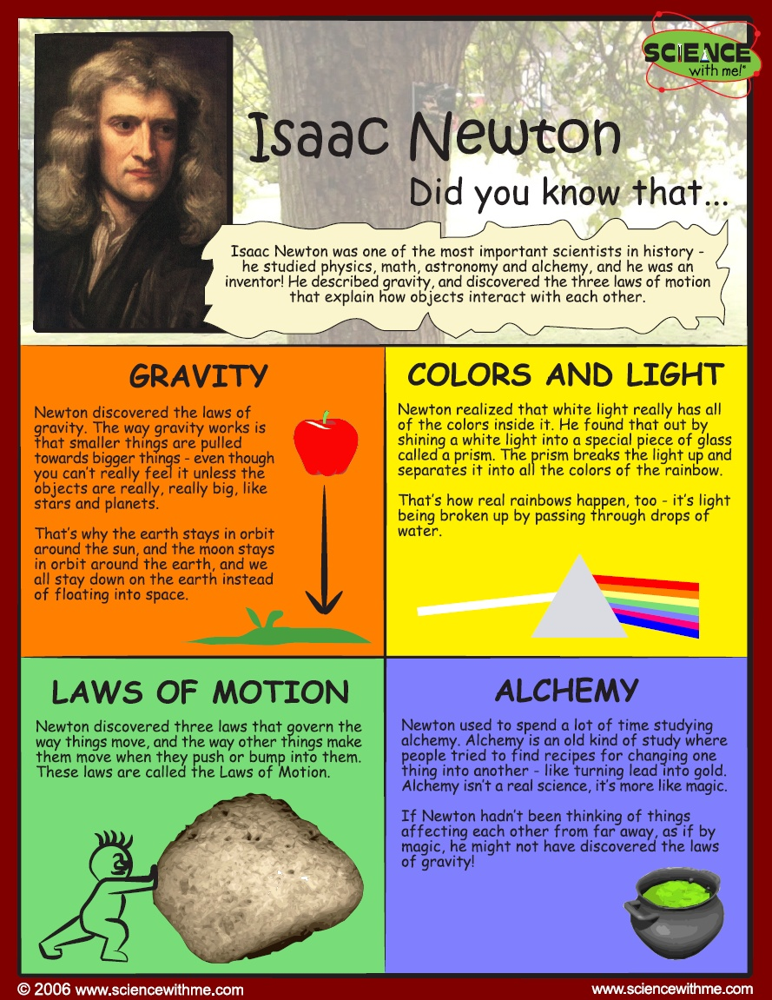 SCIENCE
with me!
Isaac Newton
Did you know that...
Isaac Newton was one of the most important scientists in history -
he studied physics, math, astronomy and alchemy, and he was an
inventor! He described gravity, and discovered the three laws of motion
that explain how objects interact with each other.
GRAVITY
Newton discovered the laws of
gravity. The way gravity works is
that smaller things are pulled
towards bigger things - even though
you can't really feel it unless the
objects are really, really big, like
stars and planets.
That's why the earth stays in orbit
around the sun, and the moon stays
in orbit around the earth, and we
all stay down on the earth instead
of floating into space.
COLORS AND LIGHT
Newton realized that white light really has all
of the colors inside it. He found that out by
shining a white light into a special piece of glass
called a prism. The prism breaks the light up and
separates it into all the colors of the rainbow.
That's how real rainbows happen, too - it's light
being broken up by passing through drops of
water.
LAWS OF MOTION
Newton discovered three laws that govern the
way things move, and the way other things make
them move when they push or bump into them.
These laws are called the Laws of Motion.
ALCHEMY
Newton used to spend a lot of time studying
alchemy. Alchemy is an old kind of study where
people tried to find recipes for changing one
thing into another - like turning lead into gold.
Alchemy isn't a real science, it's more like magic.
If Newton hadn't been thinking of things
affecting each other from far away, as if by
magic, he might not have discovered the laws
of gravity!
© 2006 www.sciencewithme.com
www.sciencewithme.com